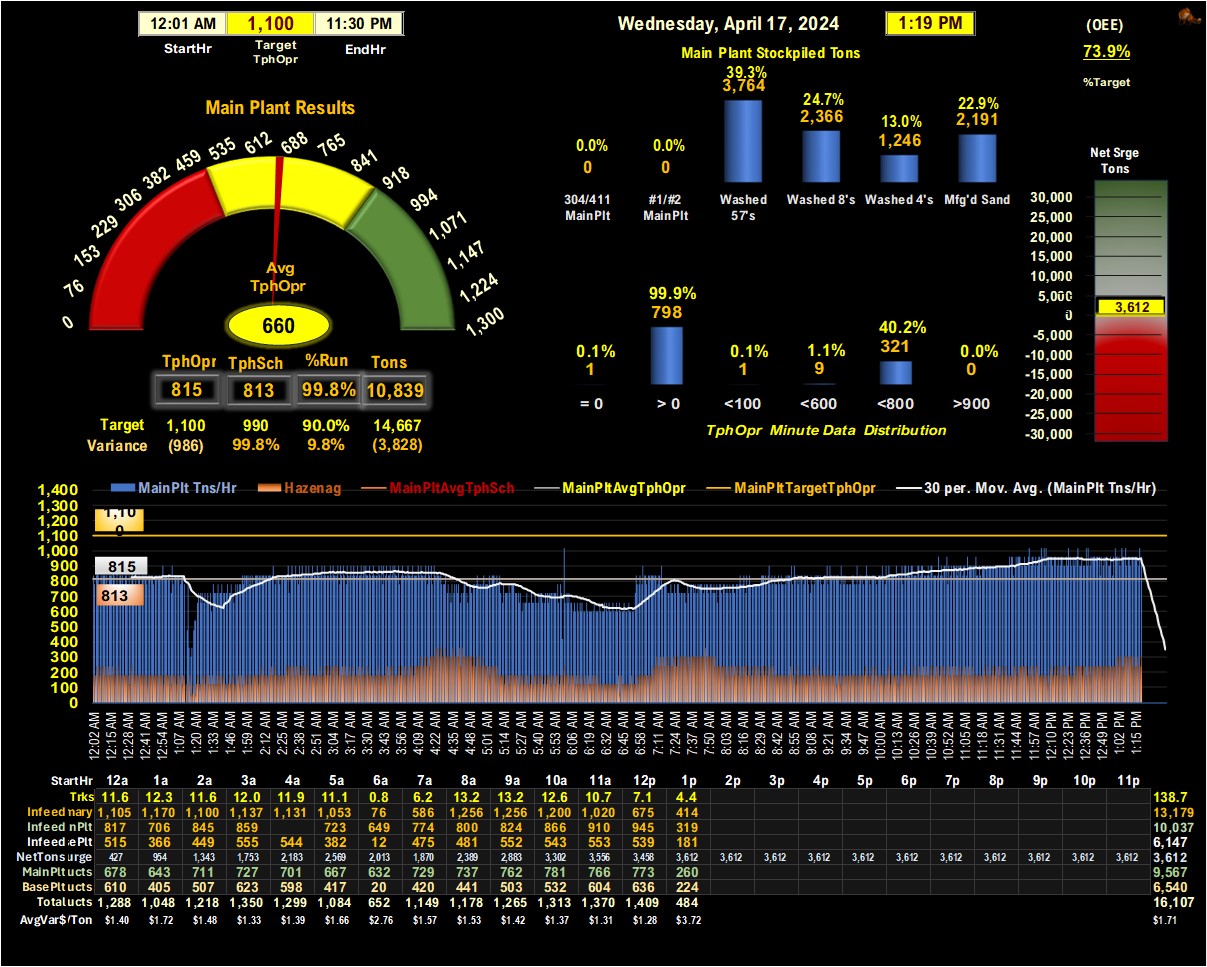 12:01 AM 1,100 11:30 PM
StartHr Target TphOpr EndHr
Wednesday, April 17, 2024 1:19 PM
(OEE)
73.9%
%Target
Main Plant Stockpiled Tons
39.3% 24.7% 13.0% 22.9%
0.0% 0.0% 3,764 2,366 1,246 2,191
0 0
304/411 #1/#2 Washed Washed 8's Washed 4's Mfg'd Sand
MainPlt MainPlt 57's
Main Plant Results
0 76 153 229 306 382 459 535 612 688 765 841 918 994 1,071 1,147 1,224 1,300
Avg
TphOpr
660
TphOpr TphSch %Run Tons
815 813 99.8% 10,839
Target 1,100 990 90.0% 14,667
Variance (986) 99.8% 9.8% (3,828)
0.1% 99.9% 0.1% 1.1% 40.2% 0.0%
1 798 1 9 321 0
= 0 > 0 <100 <600 <800 >900
TphOpr Minute Data Distribution
Net Srge
Tons
30,000
25,000
20,000
15,000
10,000
3,612
0
-5,000
-10,000
-15,000
-20,000
-25,000
-30,000
MainPlt Tns/Hr Hazenag MainPltAvgTphSch MainPltAvgTphOpr MainPltTargetTphOpr 30 per. Mov. Avg. (MainPlt Tns/Hr)
1,400
1,300
1,200
1,100
1,000
900
800
700
600
500
400
300
200
100
0
815
813
12:02 AM 12:15 AM 12:28 AM 12:41 AM 12:54 AM 1:07 AM 1:20 AM 1:33 AM 1:46 AM 1:59 AM 2:12 AM 2:25 AM 2:38 AM 2:51 AM 3:04 AM 3:17 AM 3:30 AM 3:43 AM 3:56 AM 4:09 AM 4:22 AM 4:35 AM 4:48 AM 5:01 AM 5:14 AM 5:27 AM 5:40 AM 5:53 AM 6:06 AM 6:19 AM 6:32 AM 6:45 AM 6:58 AM 7:11 AM 7:24 AM 7:37 AM 7:50 AM 8:03 AM 8:16 AM 8:29 AM 8:42 AM 8:55 AM 9:08 AM 9:21 AM 9:34 AM 9:47 AM 10:00 AM 10:13 AM 10:26 AM 10:39 AM 10:52 AM 11:05 AM 11:18 AM 11:31 AM 11:44 AM 11:57 AM 12:10 PM 12:23 PM 12:36 PM 12:49 PM 1:02 PM 1:15 PM
StartHr 12a 1a 2a 3a 4a 5a 6a 7a 8a 9a 10a 11a 12p 1p 2p 3p 4p 5p 6p 7p 8p 9p 10p 11p
Trks 11.6 12.3 11.6 12.0 11.9 11.1 0.8 6.2 13.2 13.2 12.6 10.7 7.1 4.4 138.7
Infeed mary 1,105 1,170 1,100 1,137 1,131 1,053 76 586 1,256 1,256 1,200 1,020 675 414 13,179
Infeed nPlt 817 706 845 859 723 649 774 800 824 866 910 945 319 10,037
Infeed ePlt 515 366 449 555 544 382 12 475 481 552 543 553 539 181 6,147
NetTons urge 427 954 1,343 1,753 2,183 2,569 2,013 1,870 2,389 2,883 3,302 3,556 3,458 3,612 3,612 3,612 3,612 3,612 3,612 3,612 3,612 3,612 3,612 3,612 3,612
MainPlt ucts 678 643 711 727 701 667 632 729 737 762 781 766 773 260 9,567
BasePlt ucts 610 405 507 623 598 417 20 420 441 503 532 604 636 224 6,540
Total ucts 1,288 1,048 1,218 1,350 1,299 1,084 652 1,149 1,178 1,265 1,313 1,370 1,409 484 16,107
AvgVar$/Ton $1.40 $1.72 $1.48 $1.33 $1.39 $1.66 $2.76 $1.57 $1.53 $1.42 $1.37 $1.31 $1.28 $3.72 $1.71